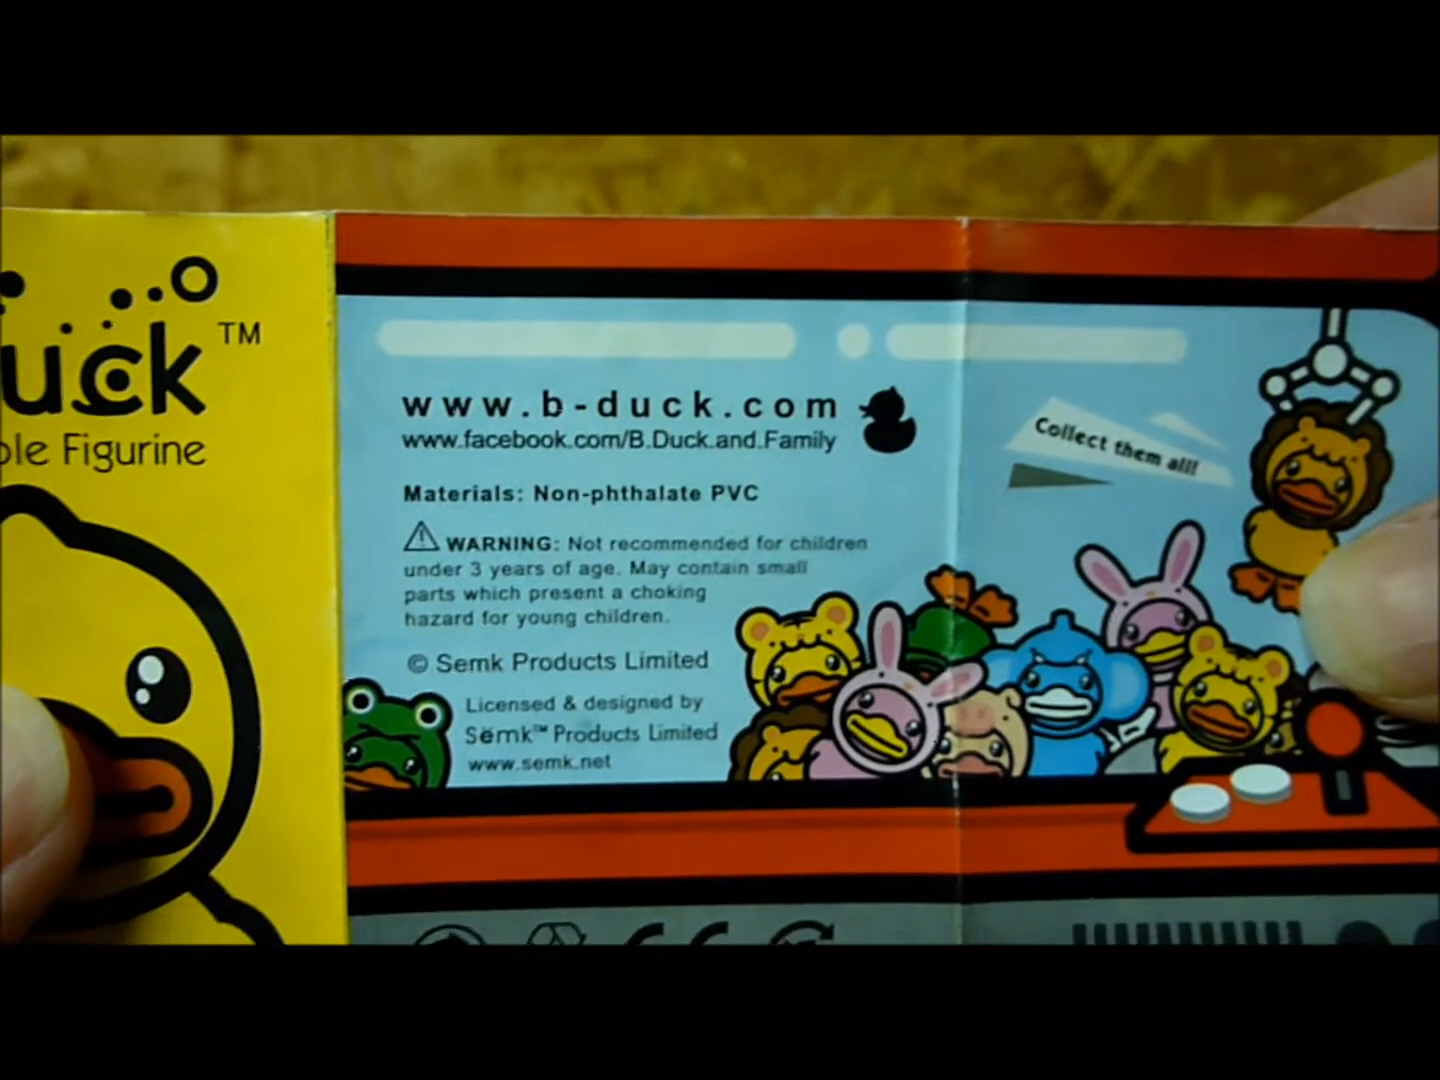 uck™
ble Figurine
www.b-duck.com
www.facebook.com/B.Duck.and.Family
Materials: Non-phthalate PVC
WARNING: Not recommended for children
under 3 years of age. May contain small
parts which present a choking
hazard for young children.
© Semk Products Limited
Licensed & designed by
Sëmk™ Products Limited
www.semk.net
Collect them all!